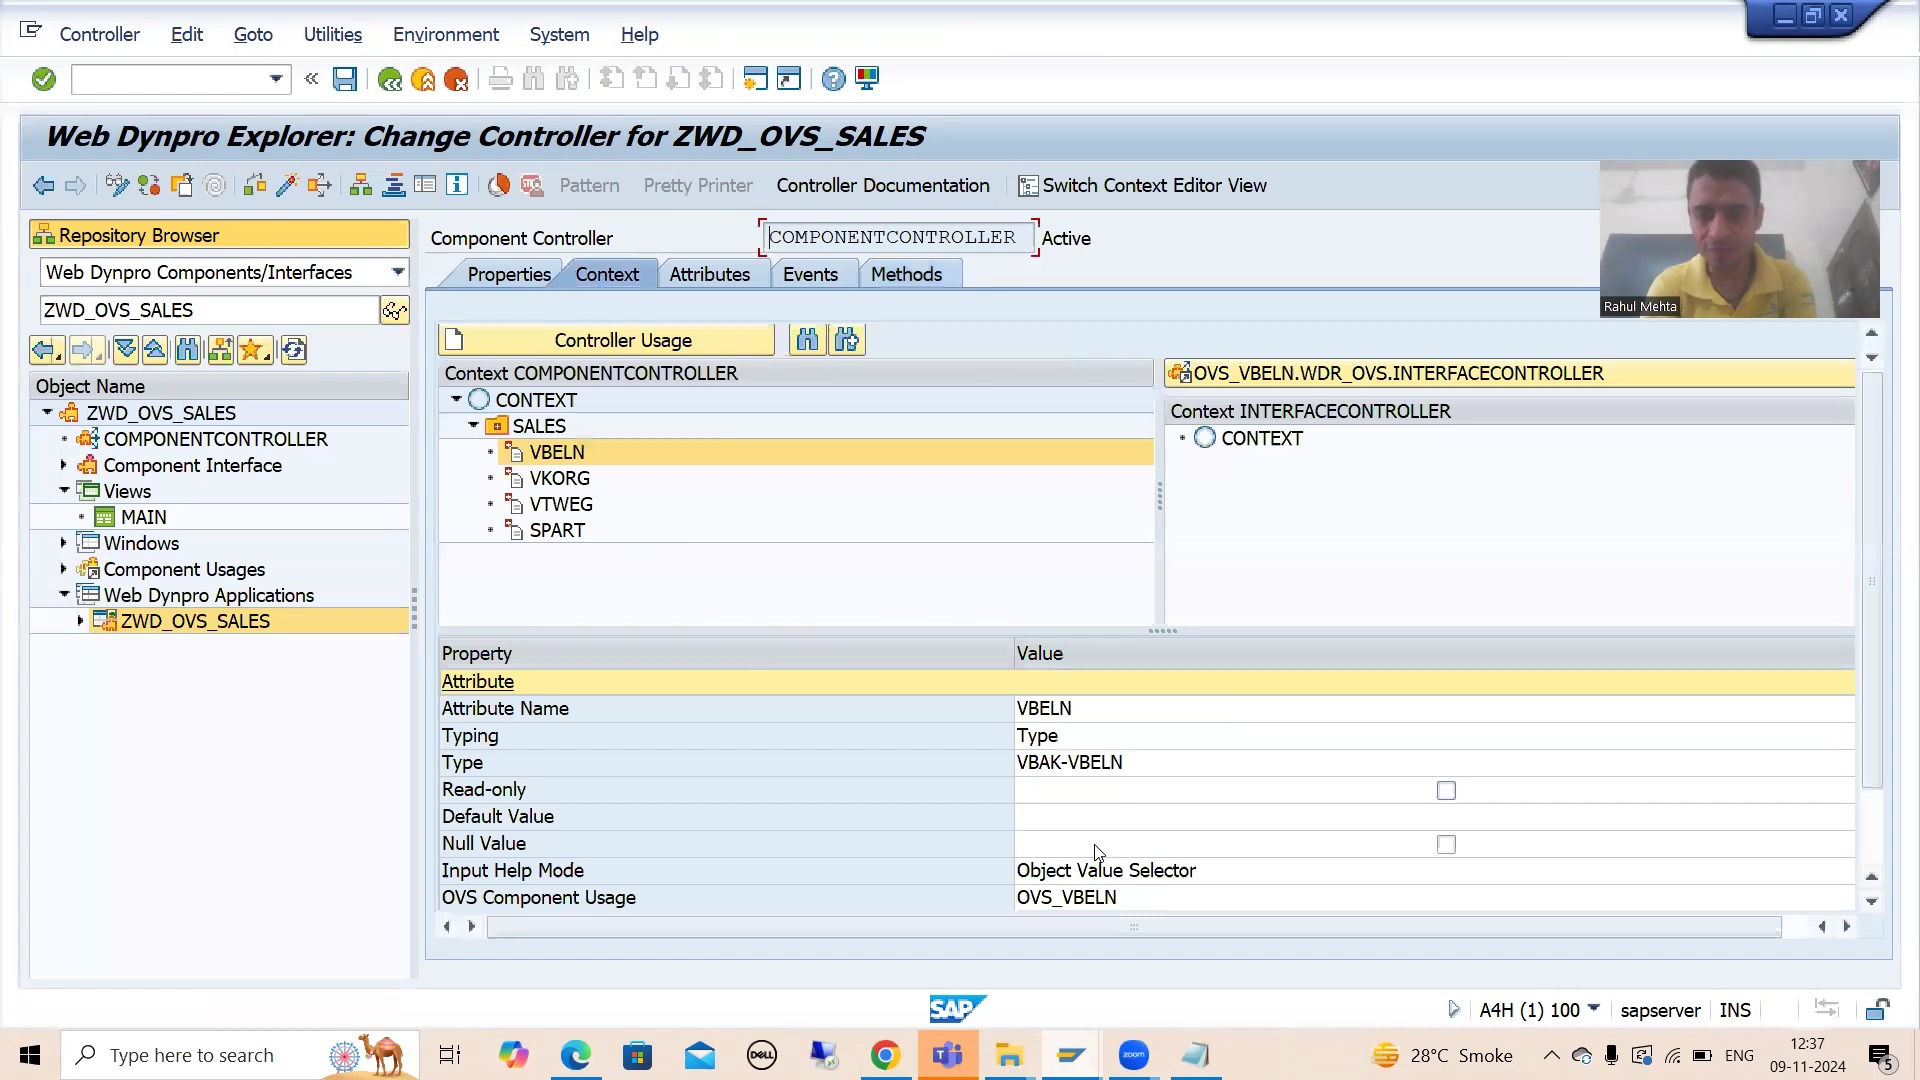 Controller Edit Goto Utilities Environment System Help
Web Dynpro Explorer: Change Controller for ZWD_OVS_SALES
Pattern Pretty Printer Controller Documentation Switch Context Editor View
Rahul Mehta
Repository Browser
Web Dynpro Components/Interfaces
ZWD_OVS_SALES
Object Name
ZWD_OVS_SALES
COMPONENTCONTROLLER
Component Interface
Views
MAIN
Windows
Component Usages
Web Dynpro Applications
ZWD_OVS_SALES
Component Controller COMPONENTCONTROLLER Active
Properties Context Attributes Events Methods
Controller Usage
Context COMPONENTCONTROLLER
CONTEXT
SALES
VBELN
VKORG
VTWEG
SPART
OVS_VBELN.WDR_OVS.INTERFACECONTROLLER
Context INTERFACECONTROLLER
CONTEXT
Property Value
Attribute
Attribute Name VBELN
Typing Type
Type VBAK-VBELN
Read-only
Default Value
Null Value
Input Help Mode Object Value Selector
OVS Component Usage OVS_VBELN
SAP
A4H (1) 100 sapserver INS
Type here to search
DELL
zoom
28°C Smoke
ENG
12:37
09-11-2024
5